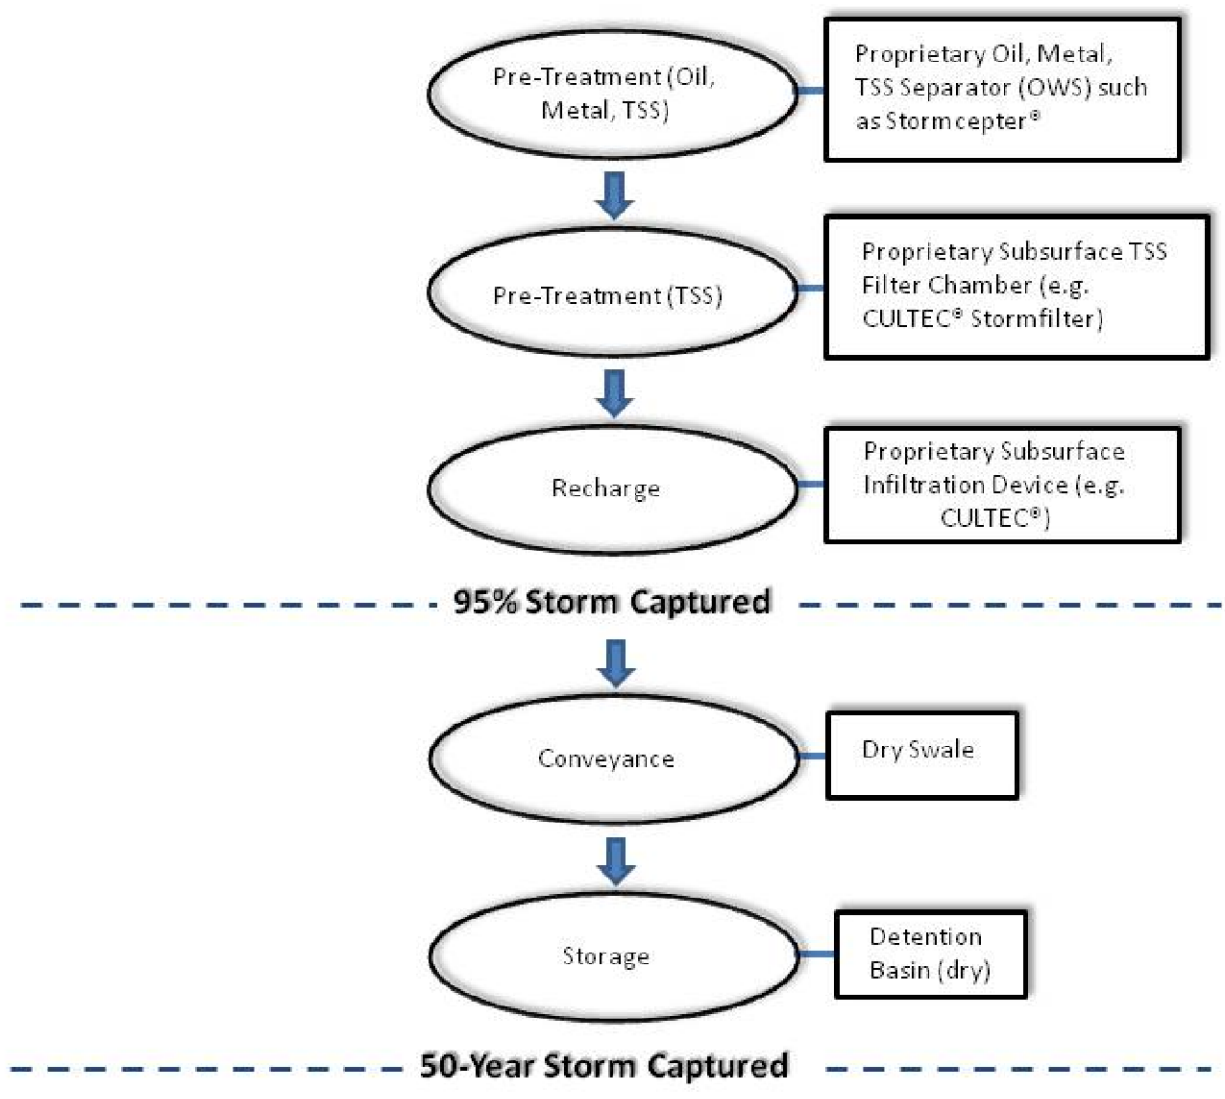 Pre-Treatment (Oil,
Metal, TSS)
Proprietary Oil, Metal,
TSS Separator (OWS) such
as Stormcepter®
Pre-Treatment (TSS)
Proprietary Subsurface TSS
Filter Chamber (e.g.
CULTEC® Stormfilter)
Recharge
Proprietary Subsurface
Infiltration Device (e.g.
CULTEC®)
95% Storm Captured
Conveyance
Dry Swale
Storage
Detention
Basin (dry)
50-Year Storm Captured